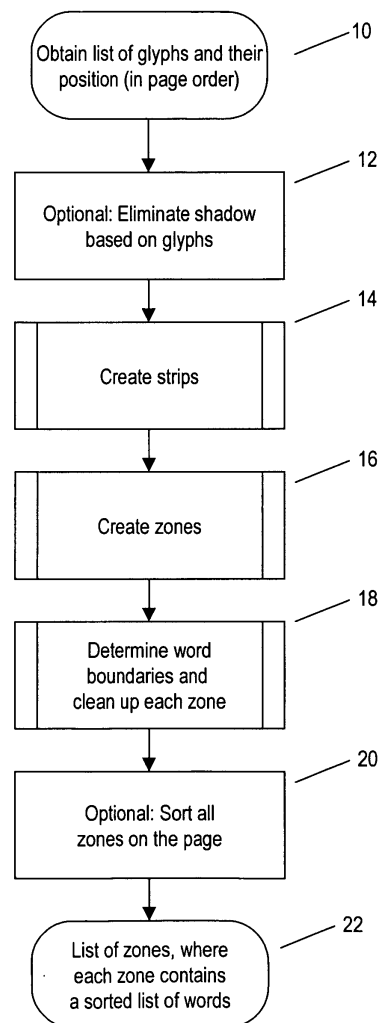 10
Obtain list of glyphs and their
position (in page order)
12
Optional: Eliminate shadow
based on glyphs
14
Create strips
16
Create zones
18
Determine word
boundaries and
clean up each zone
20
Optional: Sort all
zones on the page
22
List of zones, where
each zone contains
a sorted list of words